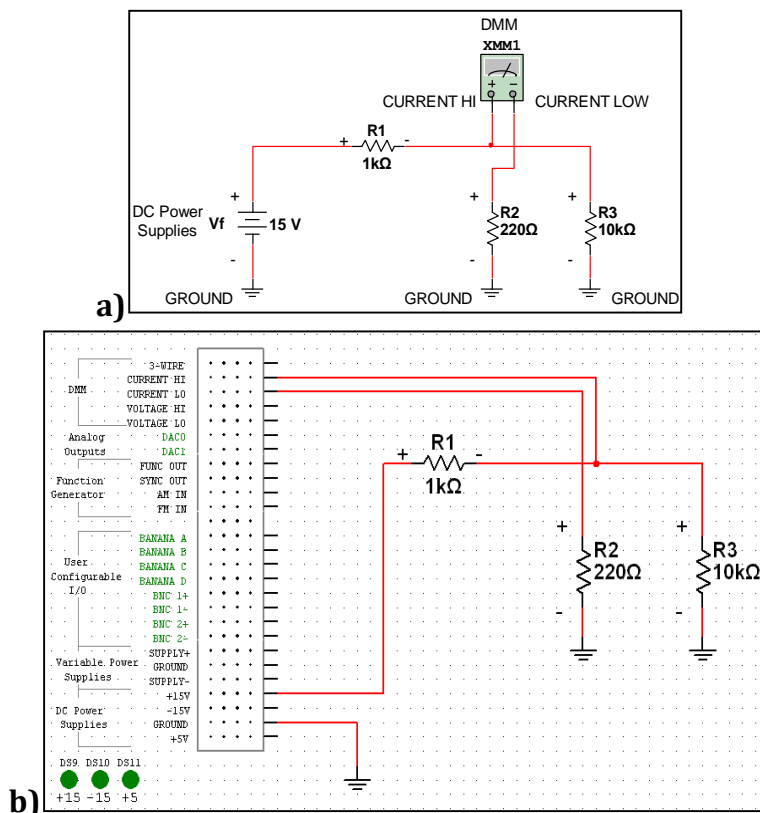 DMM
XMM1
+ −
CURRENT HI CURRENT LOW
+ R1 -
1kΩ
DC Power
Supplies
Vf
+
15 V
-
+
R2
220Ω
-
+
R3
10kΩ
-
a)
GROUND
GROUND
GROUND
DMM
3-WIRE
CURRENT HI
CURRENT LO
VOLTAGE HI
VOLTAGE LO
Analog
Outputs
DAC0
DAC1
Function
Generator
FUNC OUT
SYNC OUT
AM IN
FM IN
User
Configurable
I/O
BANANA A
BANANA B
BANANA C
BANANA D
BNC 1+
BNC 1-
BNC 2+
BNC 2-
Variable Power
Supplies
SUPPLY+
GROUND
SUPPLY-
DC Power
Supplies
+15V
-15V
GROUND
+5V
+ R1 -
1kΩ
+
R2
220Ω
-
+
R3
10kΩ
-
DS9 DS10 DS11
+15 -15 +5
b)